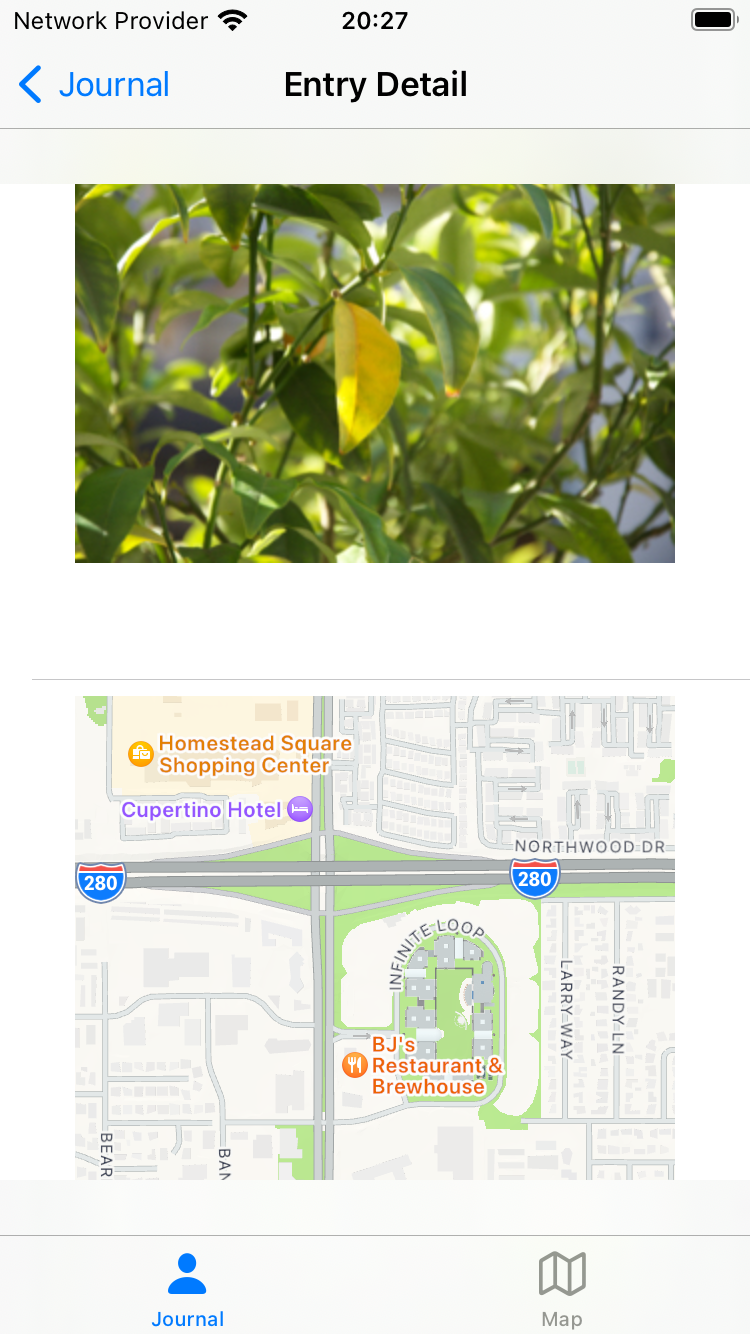 Network Provider 20:27
Journal Entry Detail
Homestead Square
Shopping Center
Cupertino Hotel
NORTHWOOD DR
280 280
INFINITE LOOP
LARRY WAY
RANDY LN
BJ's
Restaurant &
Brewhouse
BEAR
BAN
Journal Map